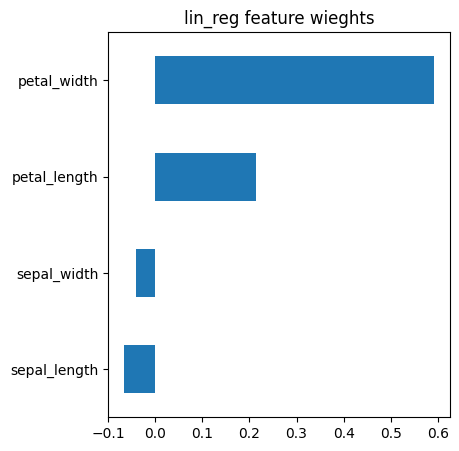 lin_reg feature wieghts
petal_width
petal_length
sepal_width
sepal_length
−0.1 0.0 0.1 0.2 0.3 0.4 0.5 0.6